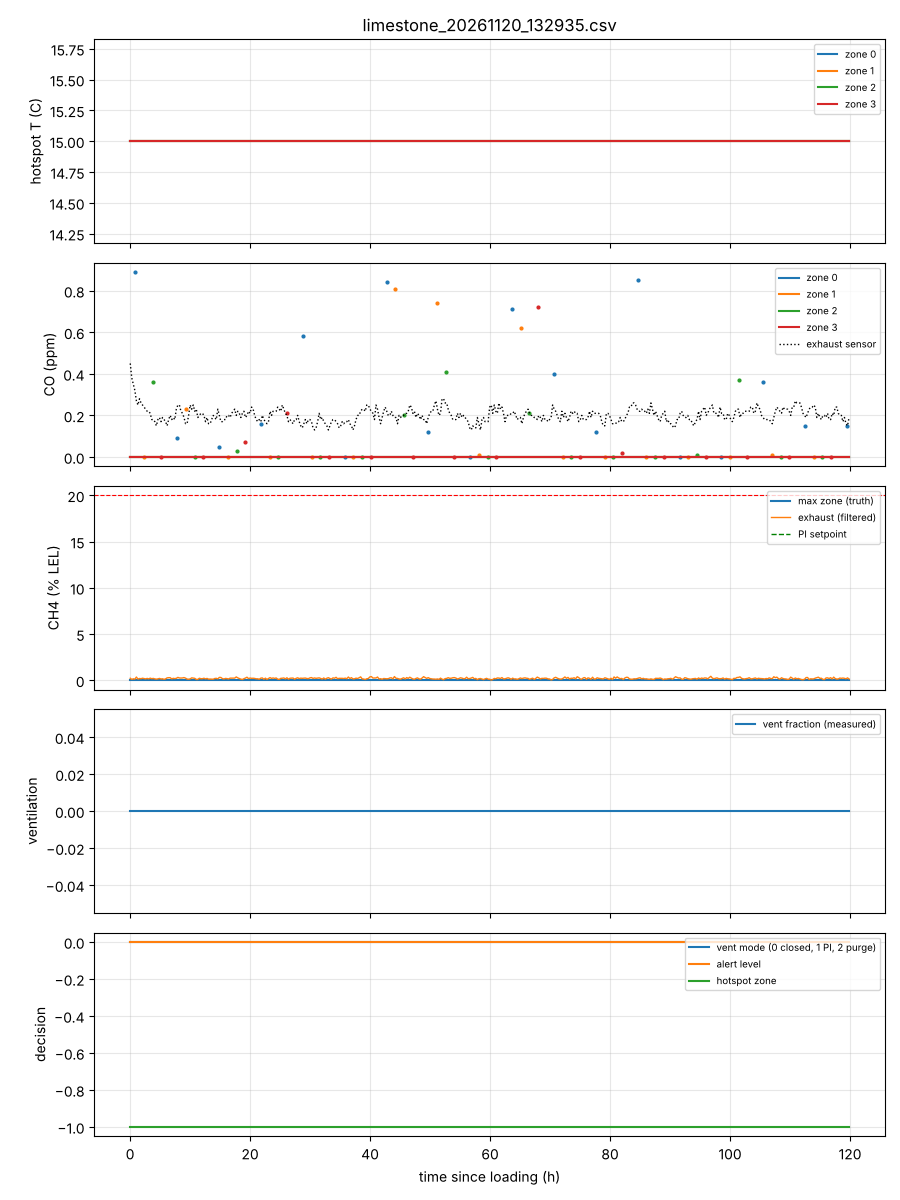 limestone_20261120_132935.csv
hotspot T (C)
15.75
15.50
15.25
15.00
14.75
14.50
14.25
zone 0
zone 1
zone 2
zone 3
CO (ppm)
0.8
0.6
0.4
0.2
0.0
zone 0
zone 1
zone 2
zone 3
exhaust sensor
CH4 (% LEL)
20
15
10
5
0
max zone (truth)
exhaust (filtered)
PI setpoint
ventilation
0.04
0.02
0.00
−0.02
−0.04
vent fraction (measured)
decision
0.0
−0.2
−0.4
−0.6
−0.8
−1.0
vent mode (0 closed, 1 PI, 2 purge)
alert level
hotspot zone
0 20 40 60 80 100 120
time since loading (h)